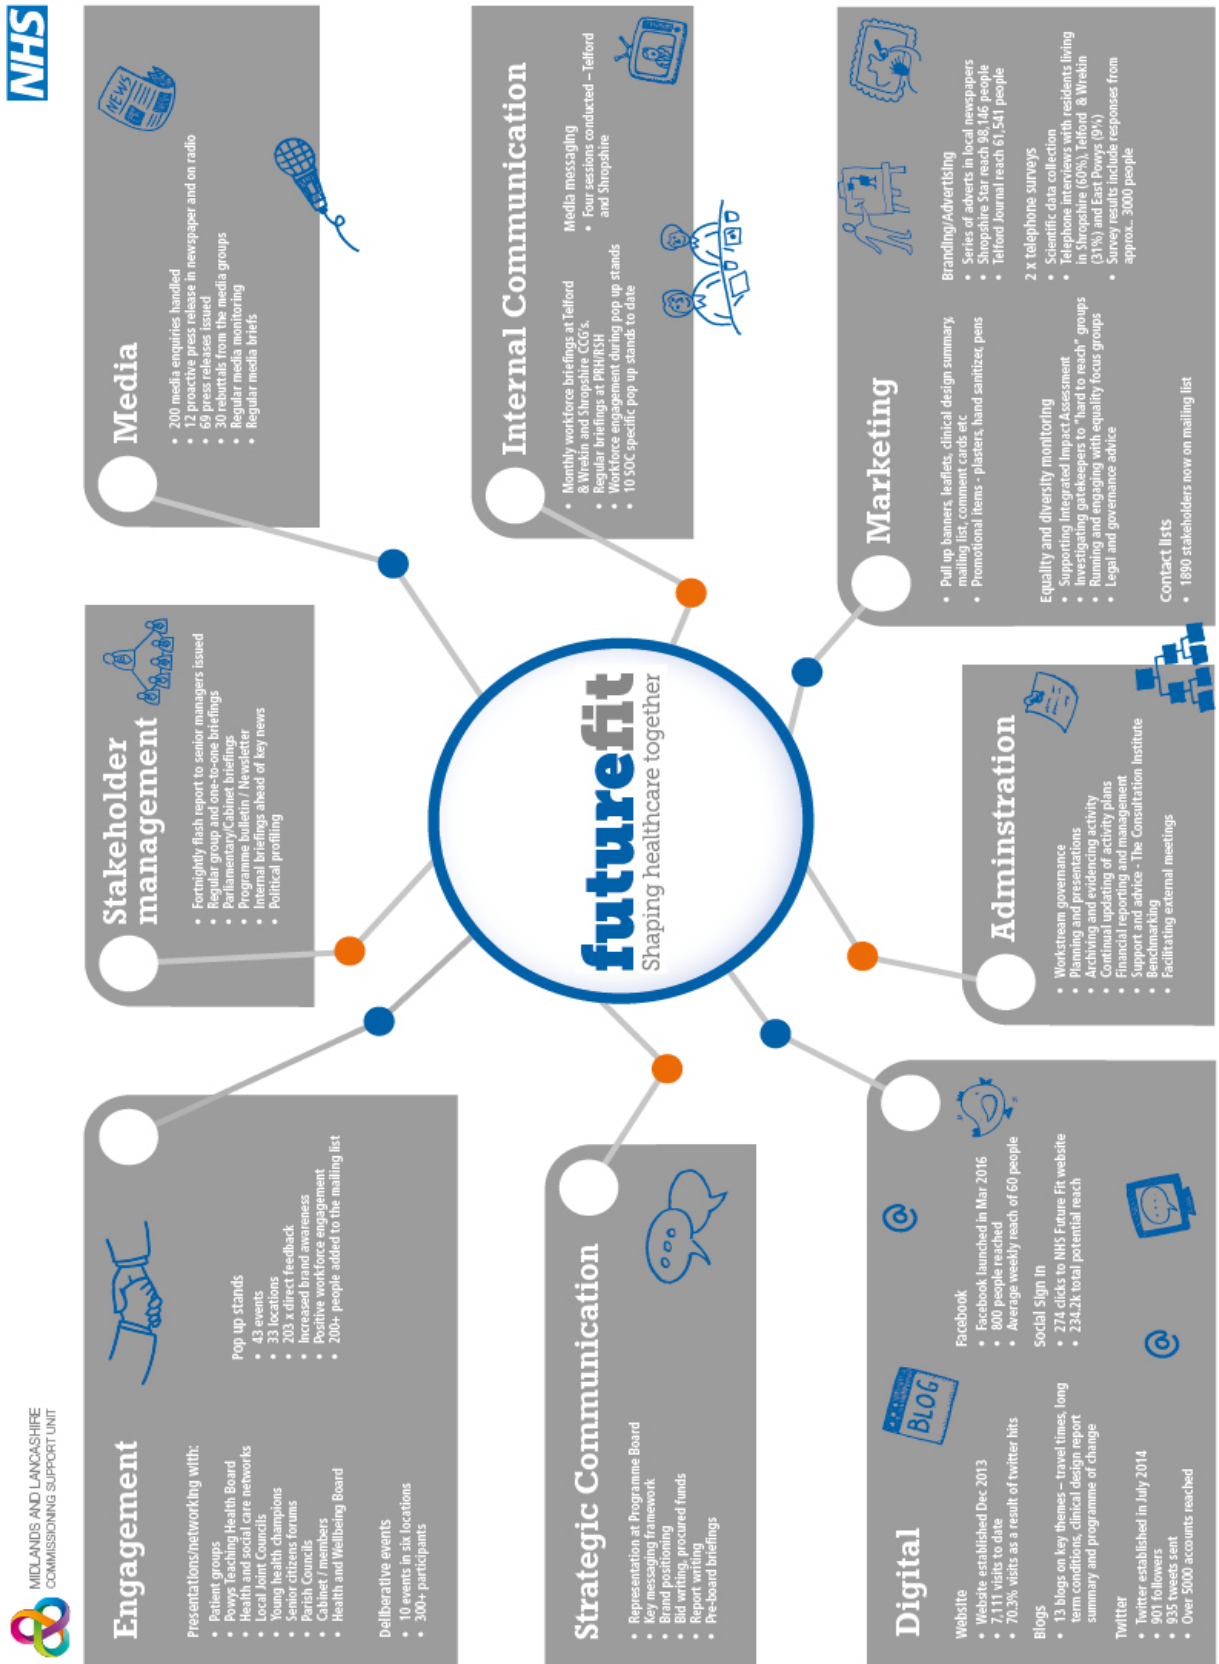 MIDLANDS AND LANCASHIRE
COMMISSIONING SUPPORT UNIT
NHS
Engagement
Presentations/networking with:
• Patient groups
• Powys Teaching Health Board
• Health and social care networks
• Local Joint Councils
• Young health champions
• Senior citizens forums
• Parish Councils
• Cabinet / members
• Health and Wellbeing Board
Deliberative events
• 10 events in six locations
• 300+ participants
Pop up stands
• 43 events
• 33 locations
• 203 x direct feedback
• Increased brand awareness
• Positive workforce engagement
• 200+ people added to the mailing list
Stakeholder
management
• Fortnightly flash report to senior managers issued
• Regular group and one-to-one briefings
• Parliamentary/Cabinet briefings
• Programme bulletin / Newsletter
• Internal briefings ahead of key news
• Political profiling
Media
• 200 media enquiries handled
• 12 proactive press release in newspaper and on radio
• 69 press releases issued
• 30 rebuttals from the media groups
• Regular media monitoring
• Regular media briefs
NEWS
Strategic Communication
• Representation at Programme Board
• Key messaging framework
• Brand positioning
• Bid writing, procured funds
• Report writing
• Pre-board briefings
futurefit
Shaping healthcare together
Internal Communication
• Monthly workforce briefings at Telford
& Wrekin and Shropshire CCG's.
• Regular briefings at PRH/RSH
• Workforce engagement during pop up stands
• 10 SOC specific pop up stands to date
Media messaging
• Four sessions conducted – Telford
and Shropshire
Digital
Website
• Website established Dec 2013
• 7,111 visits to date
• 70.3% visits as a result of twitter hits
Blogs
• 13 blogs on key themes – travel times, long
term conditions, clinical design report
summary and programme of change
Twitter
• Twitter established in July 2014
• 901 followers
• 935 tweets sent
• Over 5000 accounts reached
BLOG
@
@
Facebook
• Facebook launched in Mar 2016
• 600 people reached
• Average weekly reach of 60 people
Social Sign In
• 274 clicks to NHS Future Fit website
• 234.2k total potential reach
Adminstration
• Workstream governance
• Planning and presentations
• Archiving and evidencing activity
• Continual updating of activity plans
• Financial reporting and management
• Support and advice - The Consultation Institute
• Benchmarking
• Facilitating external meetings
Marketing
• Pull up banners, leaflets, clinical design summary,
mailing list, comment cards etc
• Promotional items - plasters, hand sanitizer, pens
Equality and diversity monitoring
• Supporting Integrated Impact Assessment
• Investigating gatekeepers to "hard to reach" groups
• Running and engaging with equality focus groups
• Legal and governance advice
Contact lists
• 1890 stakeholders now on mailing list
Branding/Advertising
• Series of adverts in local newspapers
• Shropshire Star reach 98,146 people
• Telford Journal reach 61,541 people
2 x telephone surveys
• Scientific data collection
• Telephone interviews with residents living
in Shropshire (60%), Telford & Wrekin
(31%) and East Powys (9%)
• Survey results include responses from
approx.. 3000 people